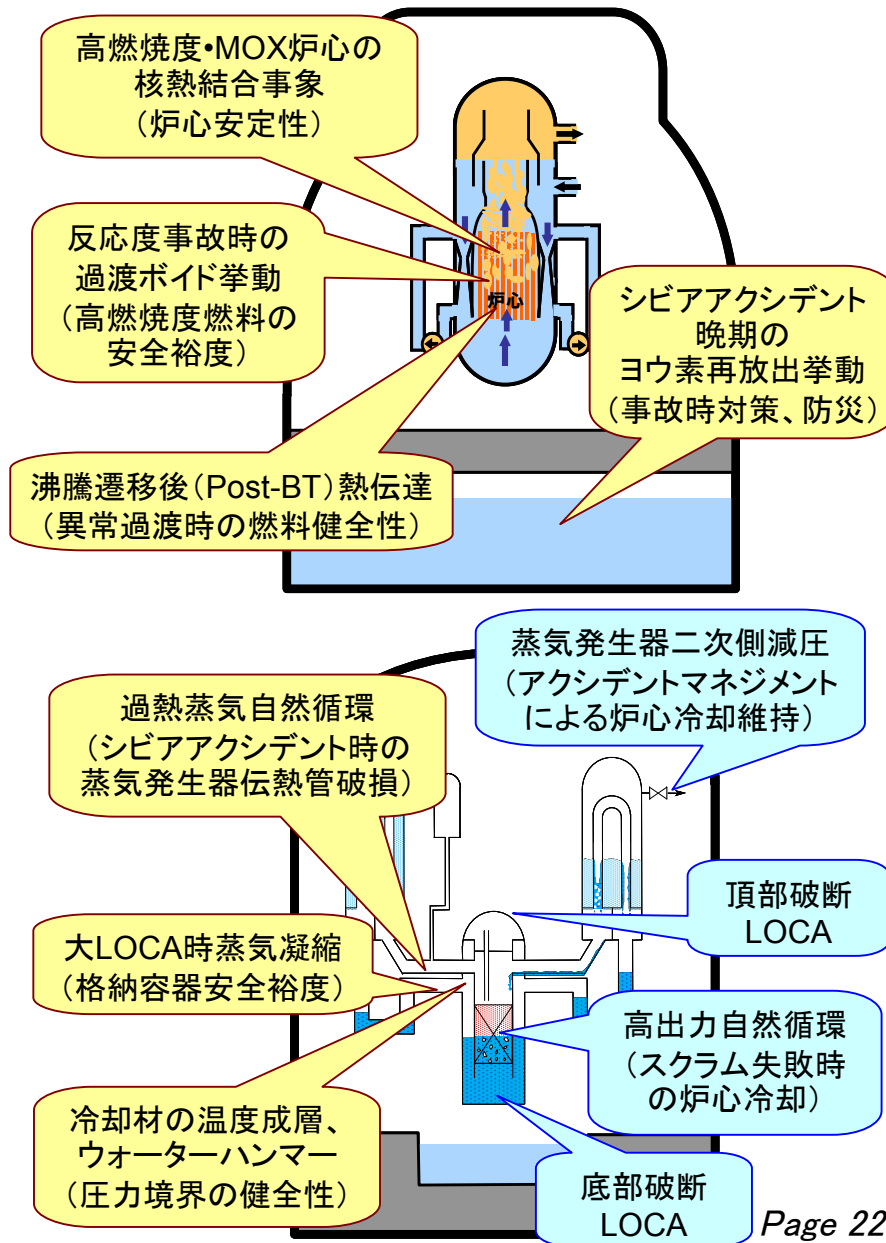 高燃焼度・MOX炉心の
核熱結合事象
(炉心安定性)
反応度事故時の
過渡ボイド挙動
(高燃焼度燃料の
安全裕度)
炉心
シビアアクシデント
晩期の
ヨウ素再放出挙動
(事故時対策、防災)
沸騰遷移後(Post-BT)熱伝達
(異常過渡時の燃料健全性)
蒸気発生器二次側減圧
(アクシデントマネジメント
による炉心冷却維持)
過熱蒸気自然循環
(シビアアクシデント時の
蒸気発生器伝熱管破損)
頂部破断
LOCA
大LOCA時蒸気凝縮
(格納容器安全裕度)
高出力自然循環
(スクラム失敗時
の炉心冷却)
冷却材の温度成層、
ウォーターハンマー
(圧力境界の健全性)
底部破断
LOCA
Page 22